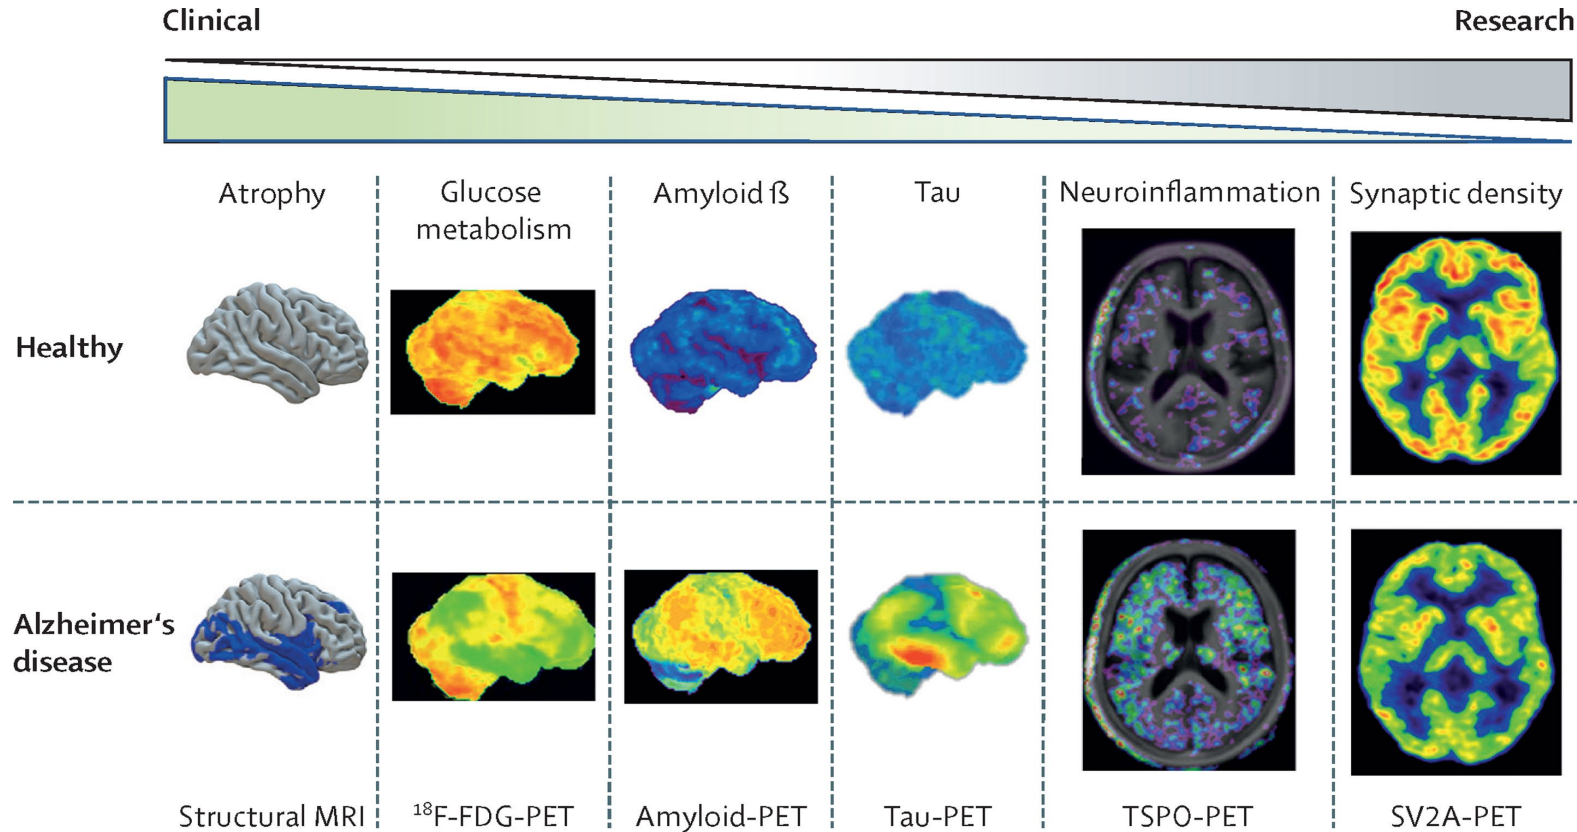 Clinical
Research
Atrophy
Glucose
metabolism
Amyloid ß
Tau
Neuroinflammation
Synaptic density
Healthy
Alzheimer‘s
disease
Structural MRI
¹⁸F-FDG-PET
Amyloid-PET
Tau-PET
TSPO-PET
SV2A-PET